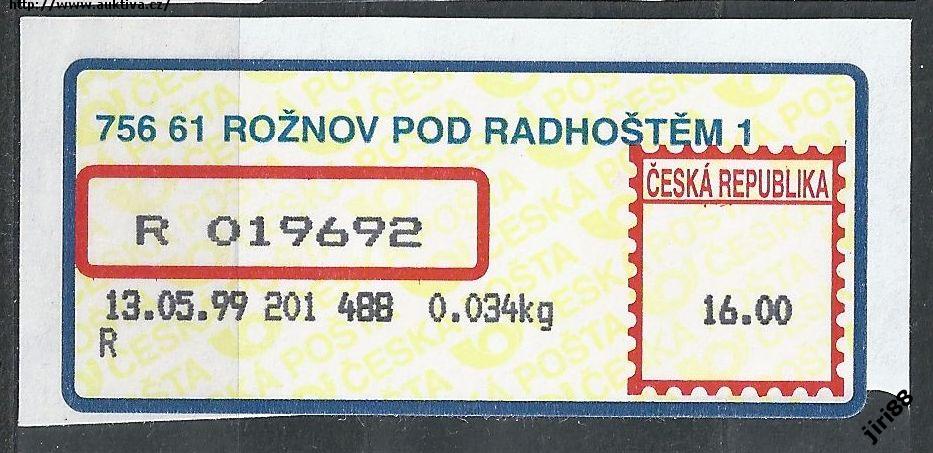 http://www.auktiva.cz/
756 61 ROŽNOV POD RADHOŠTĚM 1
ČESKÁ REPUBLIKA
R 019692
13.05.99 201 488 0.034kg
16.00
R
jiri88